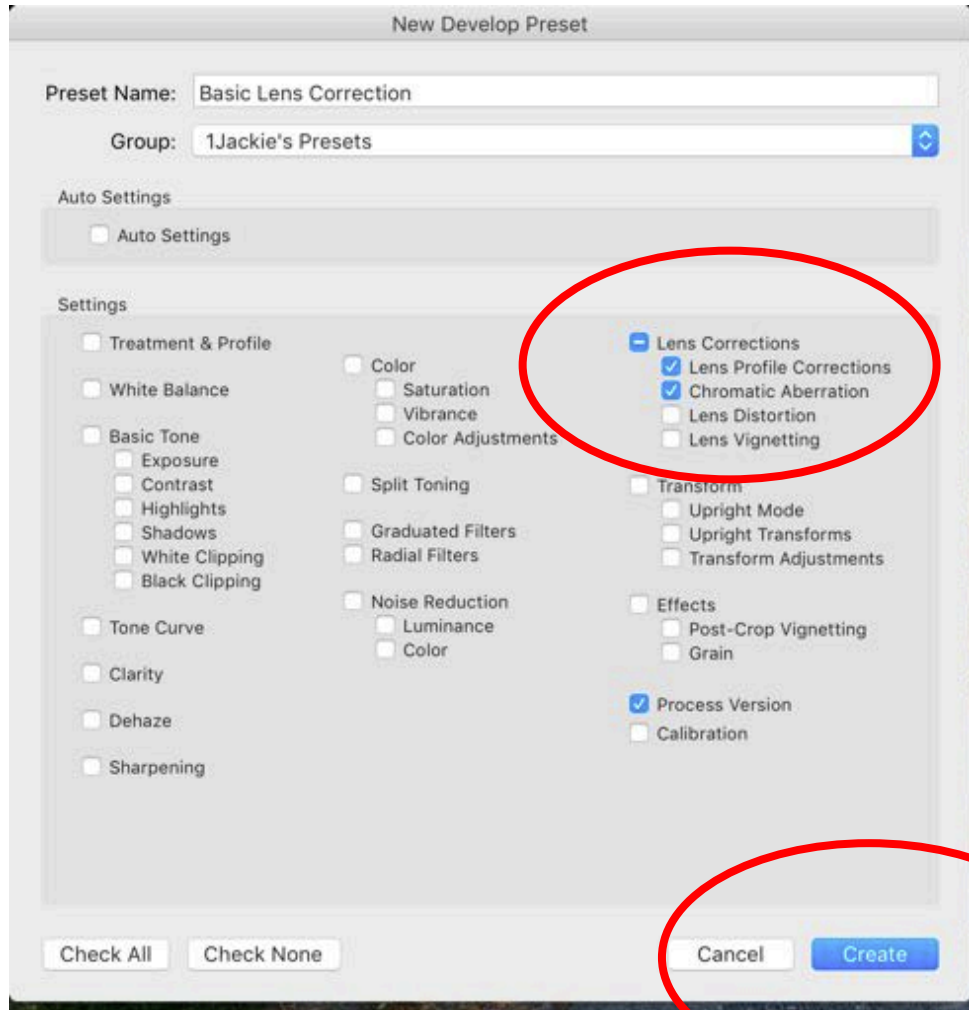 New Develop Preset
Preset Name: Basic Lens Correction
Group: 1Jackie's Presets
Auto Settings
Auto Settings
Settings
Treatment & Profile
White Balance
Basic Tone
Exposure
Contrast
Highlights
Shadows
White Clipping
Black Clipping
Tone Curve
Clarity
Dehaze
Sharpening
Color
Saturation
Vibrance
Color Adjustments
Split Toning
Graduated Filters
Radial Filters
Noise Reduction
Luminance
Color
Lens Corrections
Lens Profile Corrections
Chromatic Aberration
Lens Distortion
Lens Vignetting
Transform
Upright Mode
Upright Transforms
Transform Adjustments
Effects
Post-Crop Vignetting
Grain
Process Version
Calibration
Check All Check None Cancel Create